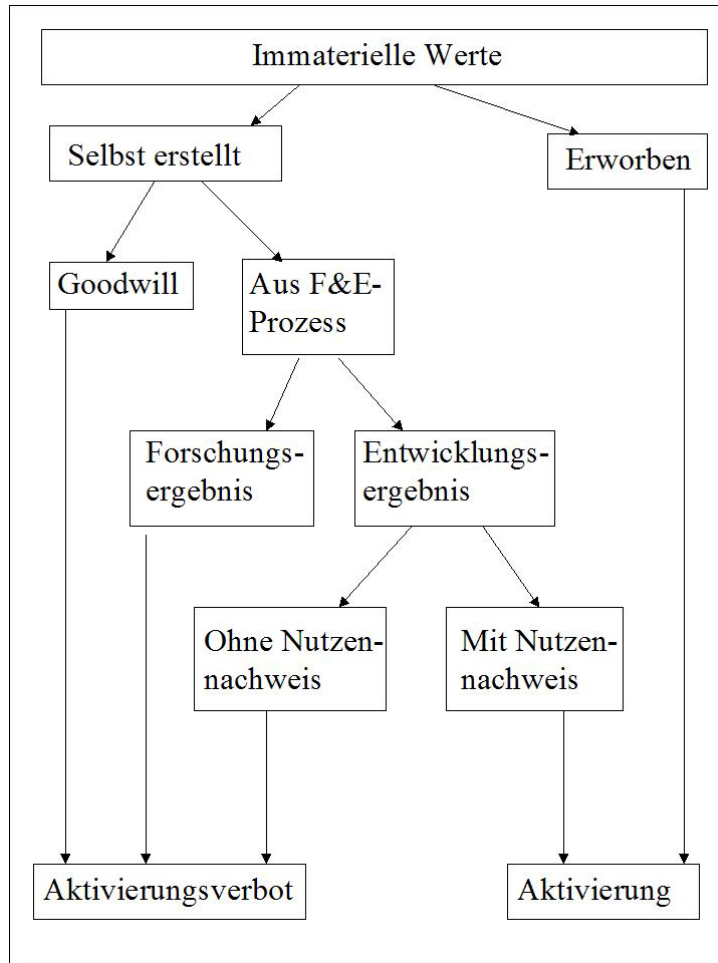 Immaterielle Werte
Selbst erstellt
Erworben
Goodwill
Aus F&E-
Prozess
Forschungs-
ergebnis
Entwicklungs-
ergebnis
Ohne Nutzen-
nachweis
Mit Nutzen-
nachweis
Aktivierungsverbot
Aktivierung